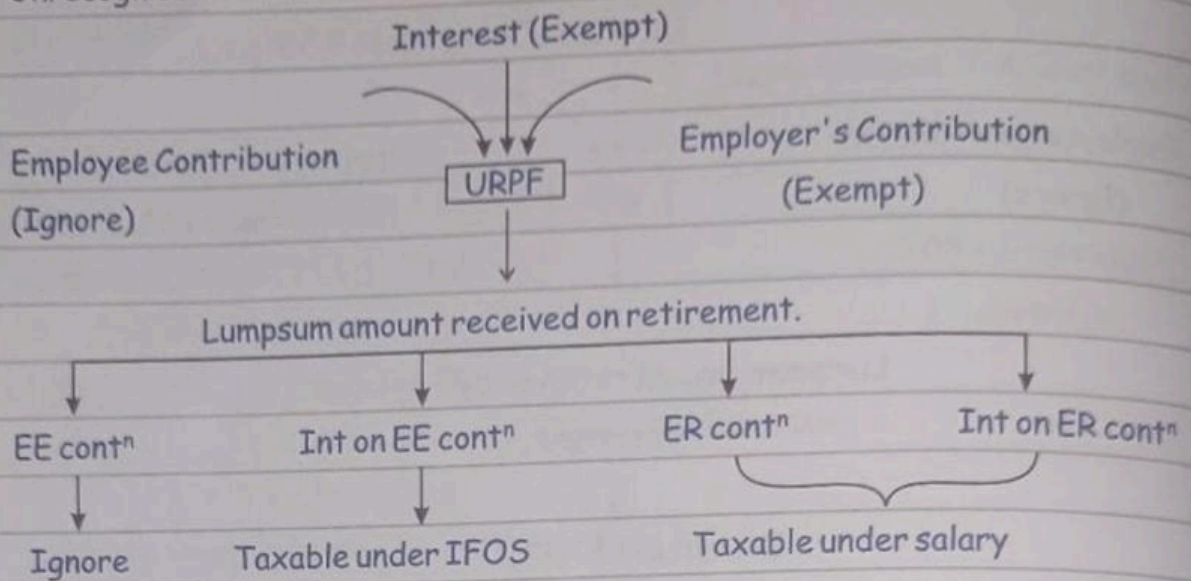 Interest (Exempt)
Employee Contribution
(Ignore)
URPF
Employer's Contribution
(Exempt)
Lumpsum amount received on retirement.
EE contⁿ
Int on EE contⁿ
ER contⁿ
Int on ER contⁿ
Ignore
Taxable under IFOS
Taxable under salary